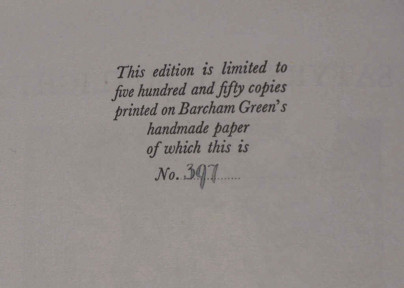 This edition is limited to
five hundred and fifty copies
printed on Barcham Green's
handmade paper
of which this is
No. 397